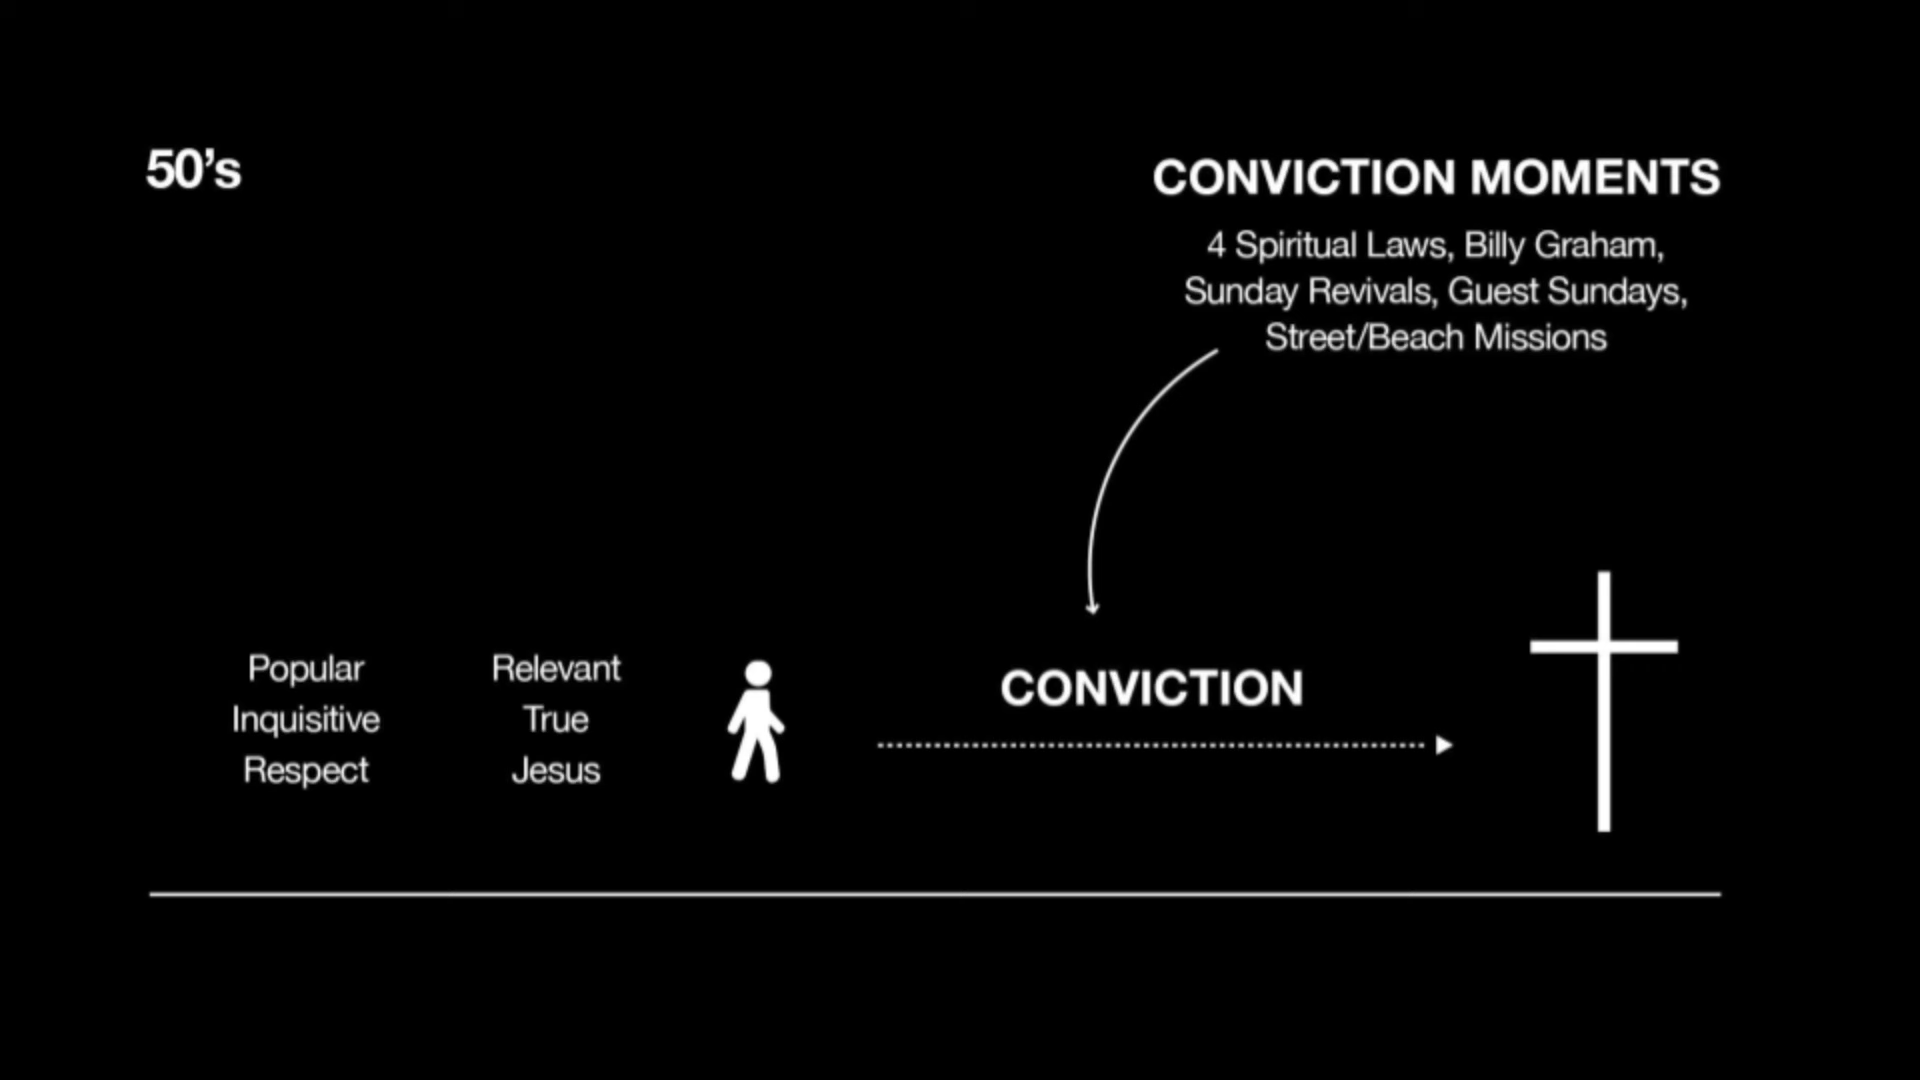 50’s
CONVICTION MOMENTS
4 Spiritual Laws, Billy Graham,
Sunday Revivals, Guest Sundays,
Street/Beach Missions
Popular
Inquisitive
Respect
Relevant
True
Jesus
CONVICTION